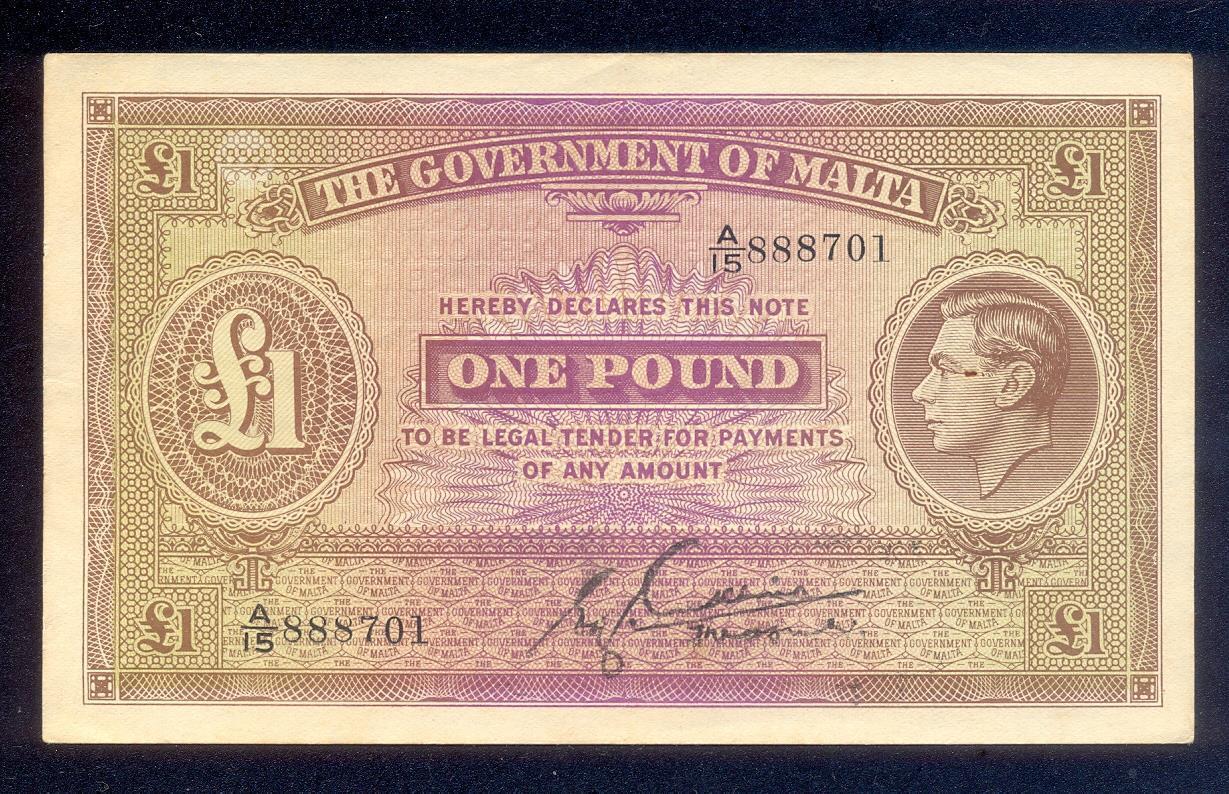 £1
THE GOVERNMENT OF MALTA
£1
A/15 888701
HEREBY DECLARES THIS NOTE
£1
ONE POUND
TO BE LEGAL TENDER FOR PAYMENTS
OF ANY AMOUNT
£1
A/15 888701
£1